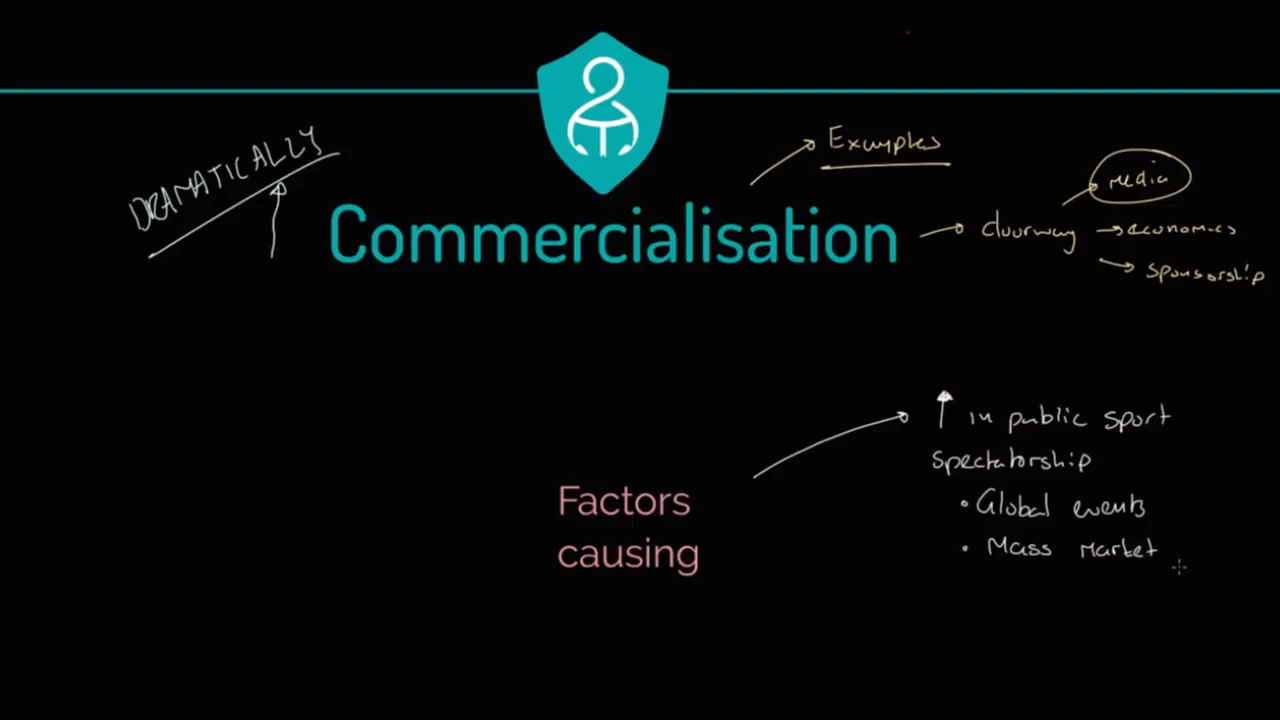 DRAMATICALLY
Examples
Commercialisation
doorway
media
economics
sponsorship
↑ in public sport
spectatorship
• Global events
• Mass market
Factors
causing